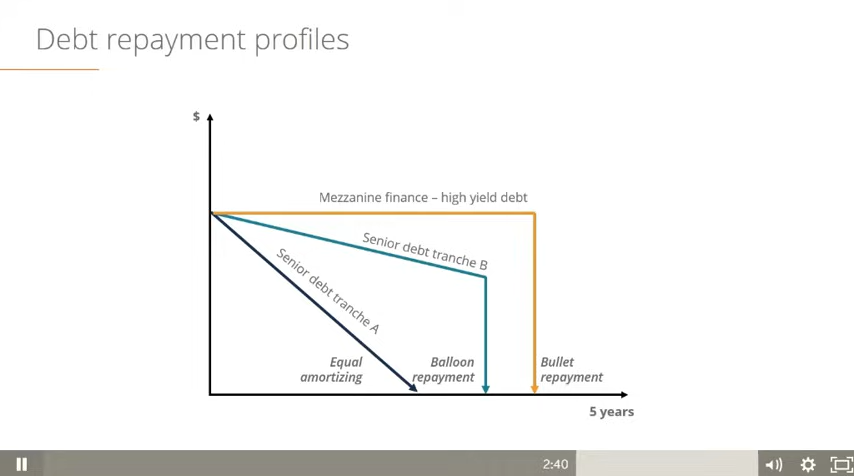 Debt repayment profiles
$
Mezzanine finance – high yield debt
Senior debt tranche B
Senior debt tranche A
Equal
amortizing
Balloon
repayment
Bullet
repayment
5 years
2:40